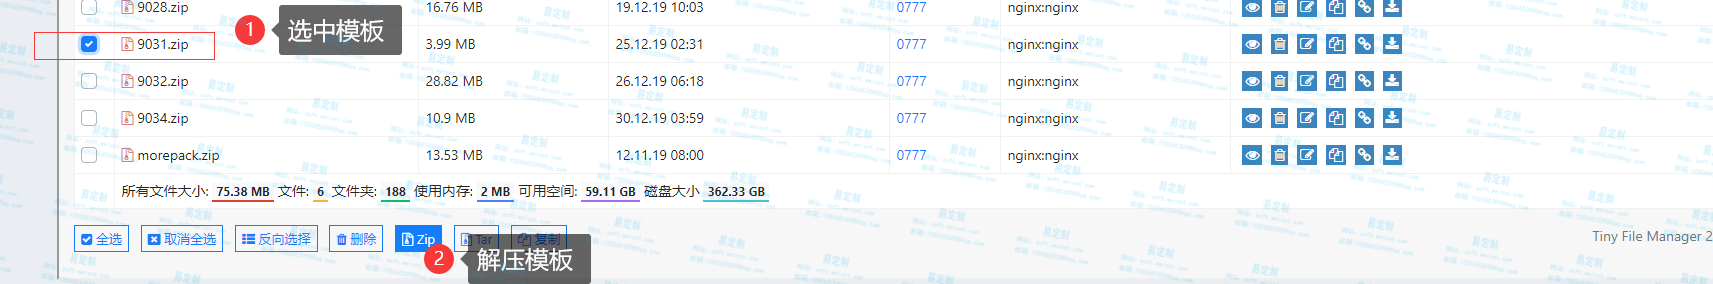 9028.zip 16.76 MB 19.12.19 10:03 0777 nginx:nginx
1 选中模板
9031.zip 3.99 MB 25.12.19 02:31 0777 nginx:nginx
9032.zip 28.82 MB 26.12.19 06:18 0777 nginx:nginx
9034.zip 10.9 MB 30.12.19 03:59 0777 nginx:nginx
morepack.zip 13.53 MB 12.11.19 08:00 0777 nginx:nginx
所有文件大小: 75.38 MB 文件: 6 文件夹: 188 使用内存: 2 MB 可用空间: 59.11 GB 磁盘大小 362.33 GB
全选 取消全选 反向选择 删除 Zip Tar 复制
Tiny File Manager 2
2 解压模板
易定制